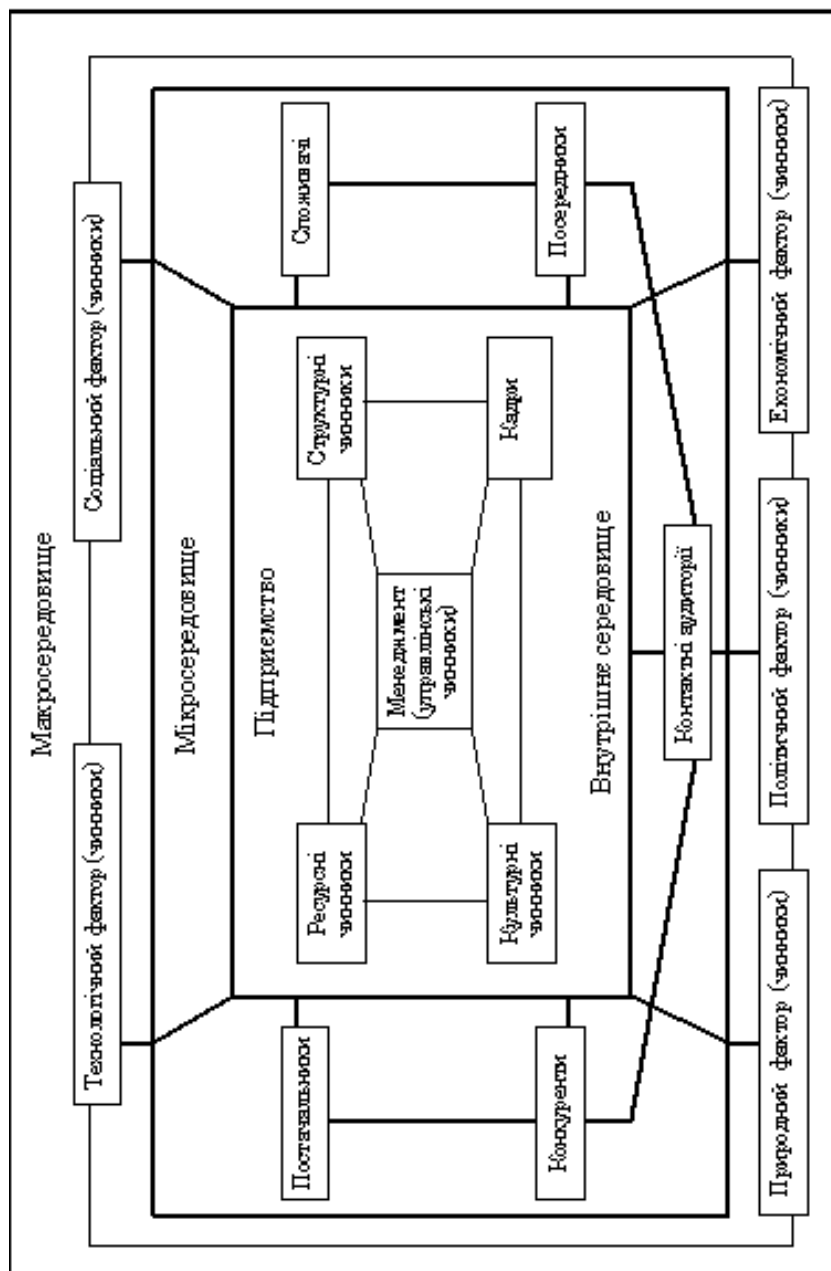 Макросередовище
Технологічний фактор (чинники)
Соціальний фактор (чинники)
Мікросередовище
Підприємство
Постачальники
Ресурсні
чинники
Структурні
чинники
Споживачі
Менеджмент
(управлінські
чинники)
Конкуренти
Культурні
чинники
Кадри
Посередники
Внутрішнє середовище
Контактні аудиторії
Природний фактор (чинники)
Політичний фактор (чинники)
Економічний фактор (чинники)